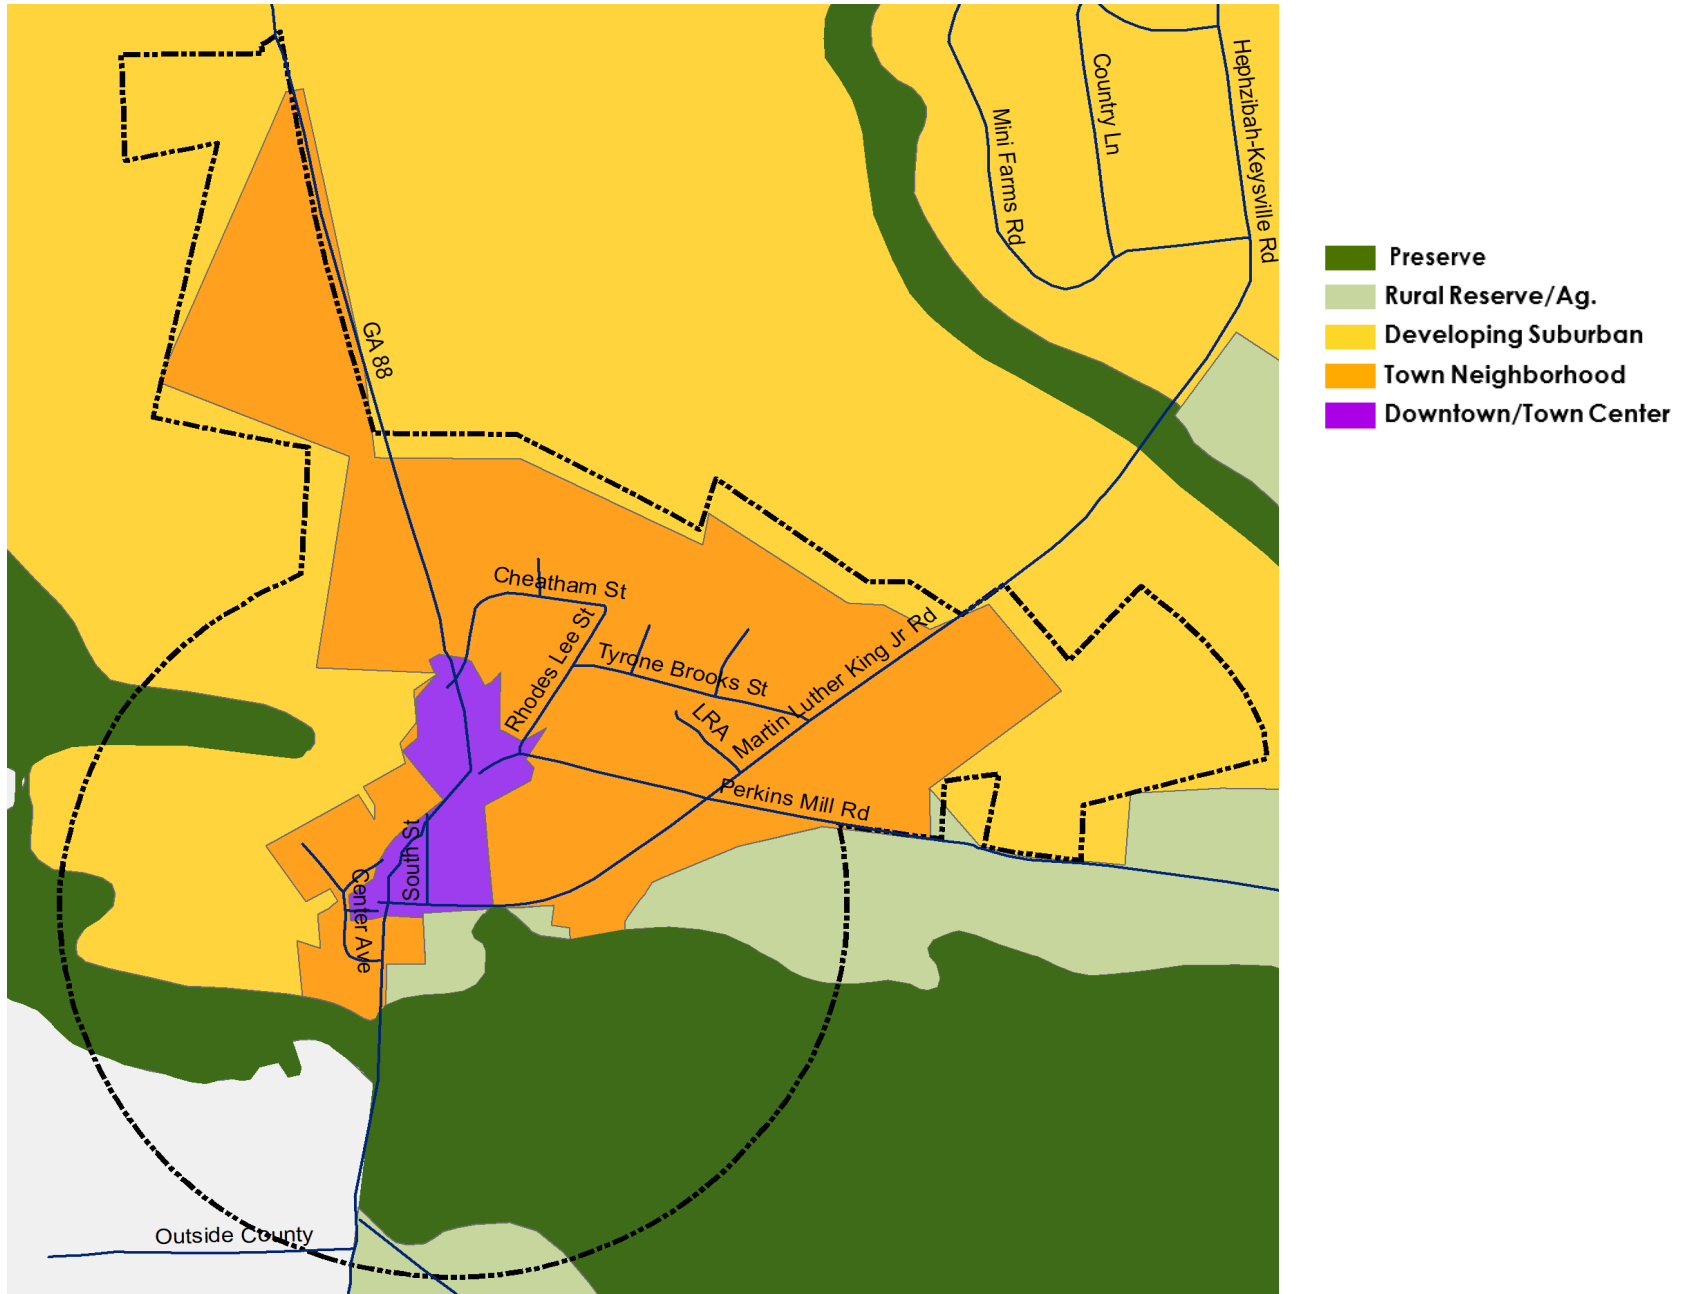 Hephzibah-Keysville Rd
Country Ln
Mini Farms Rd
GA 88
Cheatham St
Rhodes Lee St
Tyrone Brooks St
LRA
Martin Luther King Jr Rd
Perkins Mill Rd
South St
Center Ave
Outside County
Preserve
Rural Reserve/Ag.
Developing Suburban
Town Neighborhood
Downtown/Town Center